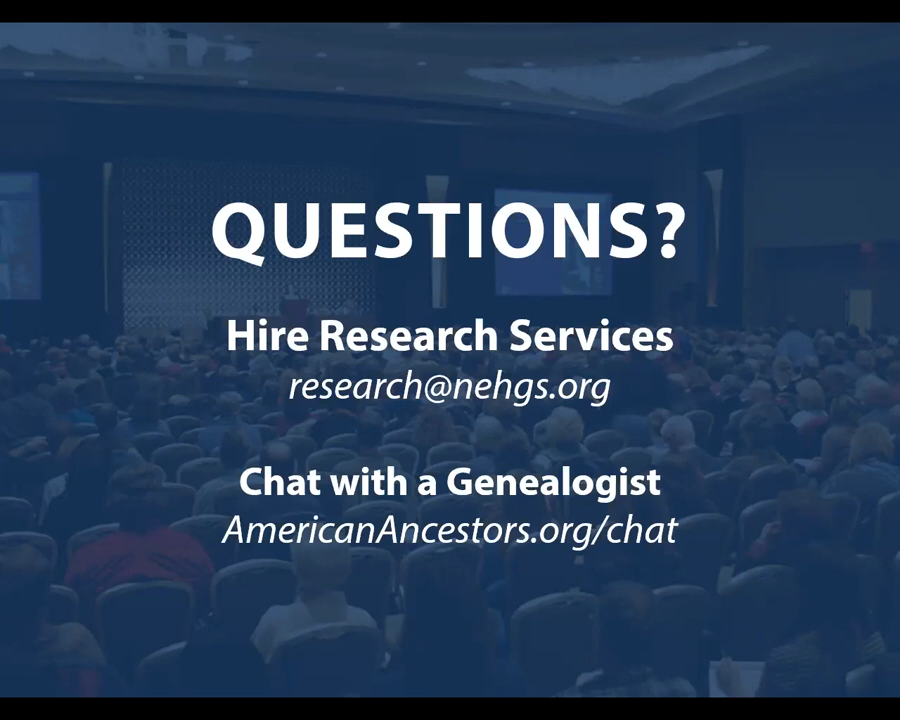 QUESTIONS?
Hire Research Services
research@nehgs.org
Chat with a Genealogist
AmericanAncestors.org/chat